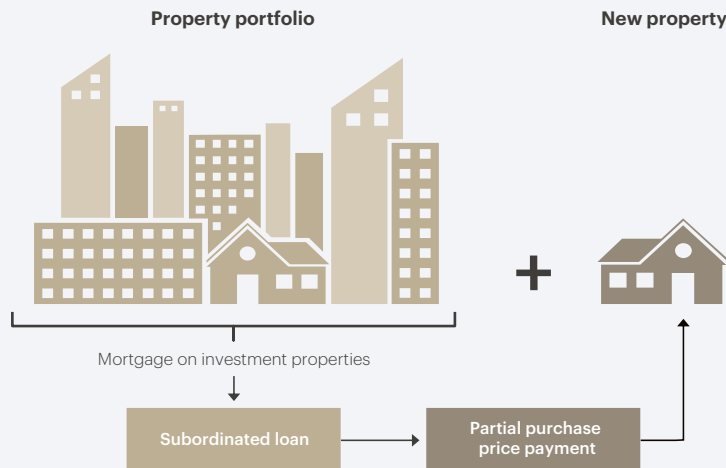 Property portfolio
New property
Mortgage on investment properties
Subordinated loan
Partial purchase
price payment